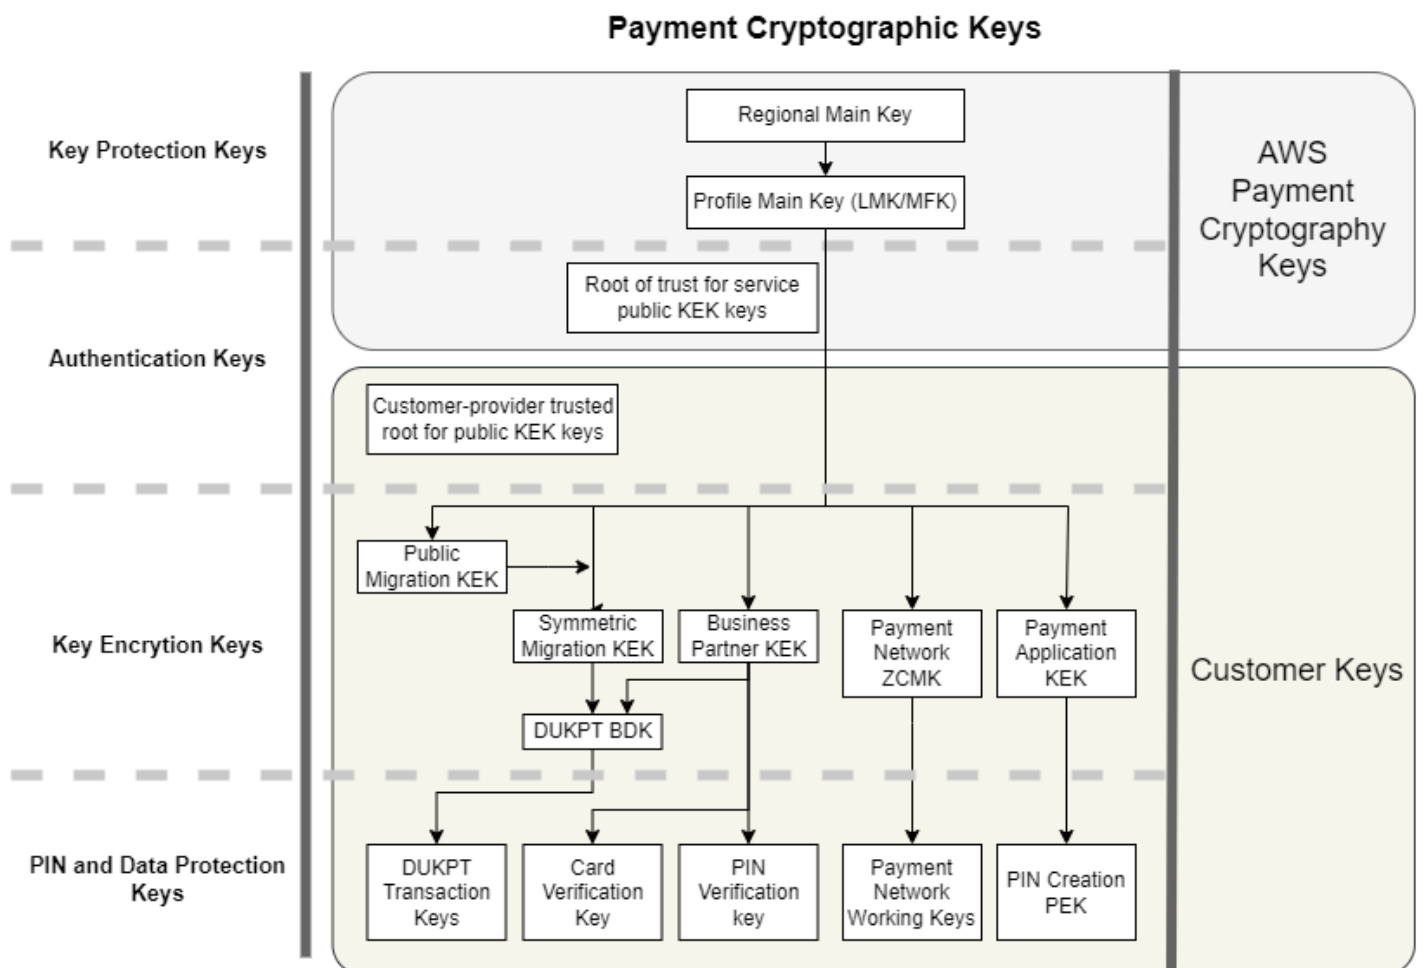 Payment Cryptographic Keys
Key Protection Keys
Regional Main Key
Profile Main Key (LMK/MFK)
AWS
Payment
Cryptography
Keys
Root of trust for service
public KEK keys
Authentication Keys
Customer-provider trusted
root for public KEK keys
Key Encrytion Keys
Public
Migration KEK
Symmetric
Migration KEK
Business
Partner KEK
Payment
Network
ZCMK
Payment
Application
KEK
Customer Keys
DUKPT BDK
PIN and Data Protection
Keys
DUKPT
Transaction
Keys
Card
Verification
Key
PIN
Verification
key
Payment
Network
Working Keys
PIN Creation
PEK